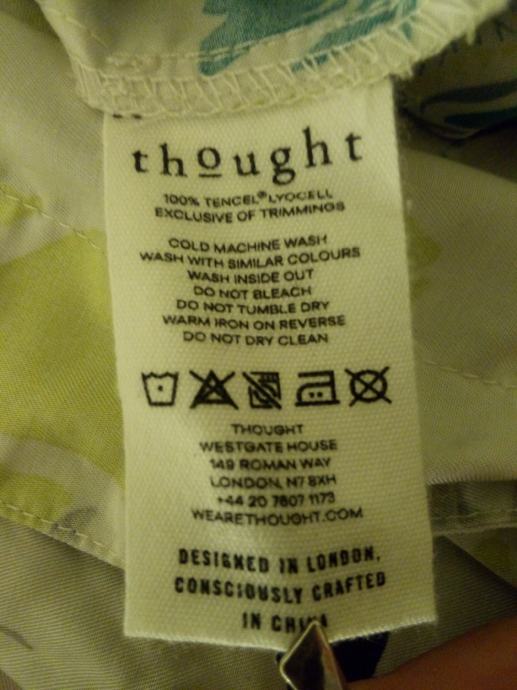 thought
100% TENCEL® LYOCELL
EXCLUSIVE OF TRIMMINGS
COLD MACHINE WASH
WASH WITH SIMILAR COLOURS
WASH INSIDE OUT
DO NOT BLEACH
DO NOT TUMBLE DRY
WARM IRON ON REVERSE
DO NOT DRY CLEAN
THOUGHT
WESTGATE HOUSE
149 ROMAN WAY
LONDON, N7 8XH
+44 20 7607 1173
WEARETHOUGHT.COM
DESIGNED IN LONDON,
CONSCIOUSLY CRAFTED
IN CHINA